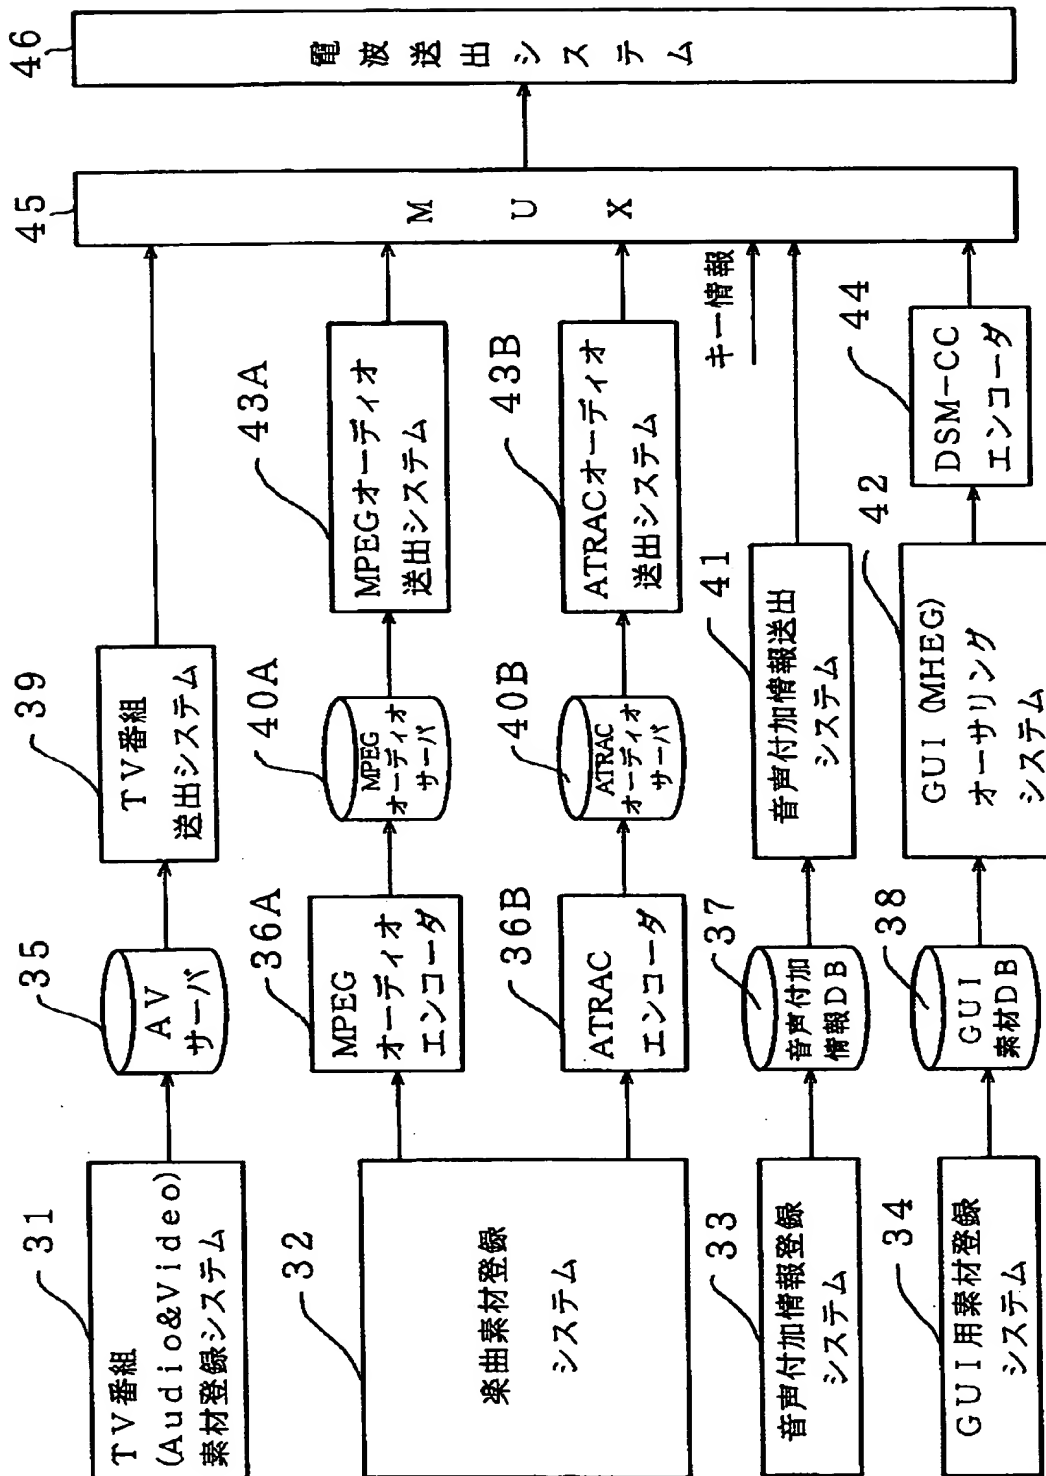 31
TV番組
(Audio&Video)
素材登録システム
35
AV
サーバ
39
TV番組
送出システム
32
楽曲素材登録
システム
36A
MPEG
オーディオ
エンコーダ
40A
MPEG
オーディオ
サーバ
43A
MPEGオーディオ
送出システム
36B
ATRAC
エンコーダ
40B
ATRAC
オーディオ
サーバ
43B
ATRACオーディオ
送出システム
33
音声付加情報登録
システム
37
音声付加
情報DB
41
音声付加情報送出
システム
キー情報
34
GUI用素材登録
システム
38
GUI
素材DB
42
GUI(MHEG)
オーサリング
システム
44
DSM-CC
エンコーダ
45
MUX
46
電波送出システム